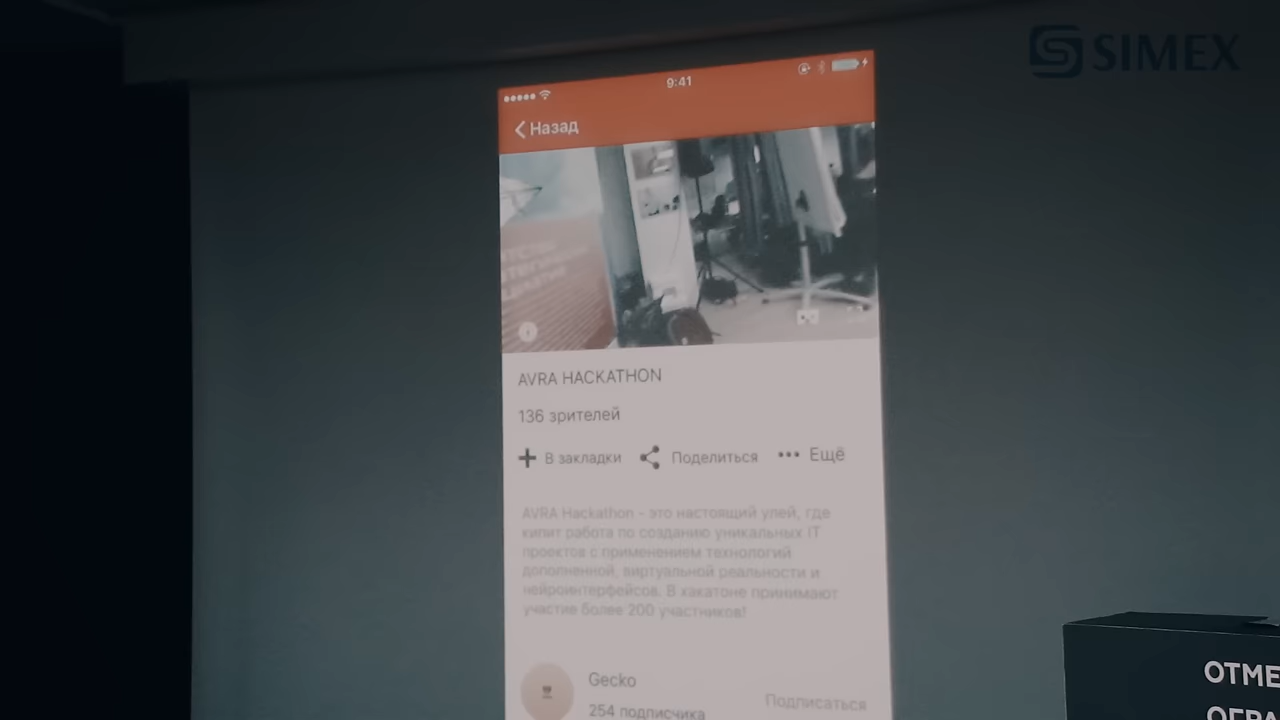 SIMEX
9:41
Назад
AVRA HACKATHON
136 зрителей
В закладки Поделиться Ещё
AVRA Hackathon - это настоящий улей, где
кипит работа по созданию уникальных IT
проектов с применением технологий
дополненной, виртуальной реальности и
нейроинтерфейсов. В хакатоне принимают
участие более 200 участников!
Gecko
254 подписчика
Подписаться
ОТМЕ
ОГРА